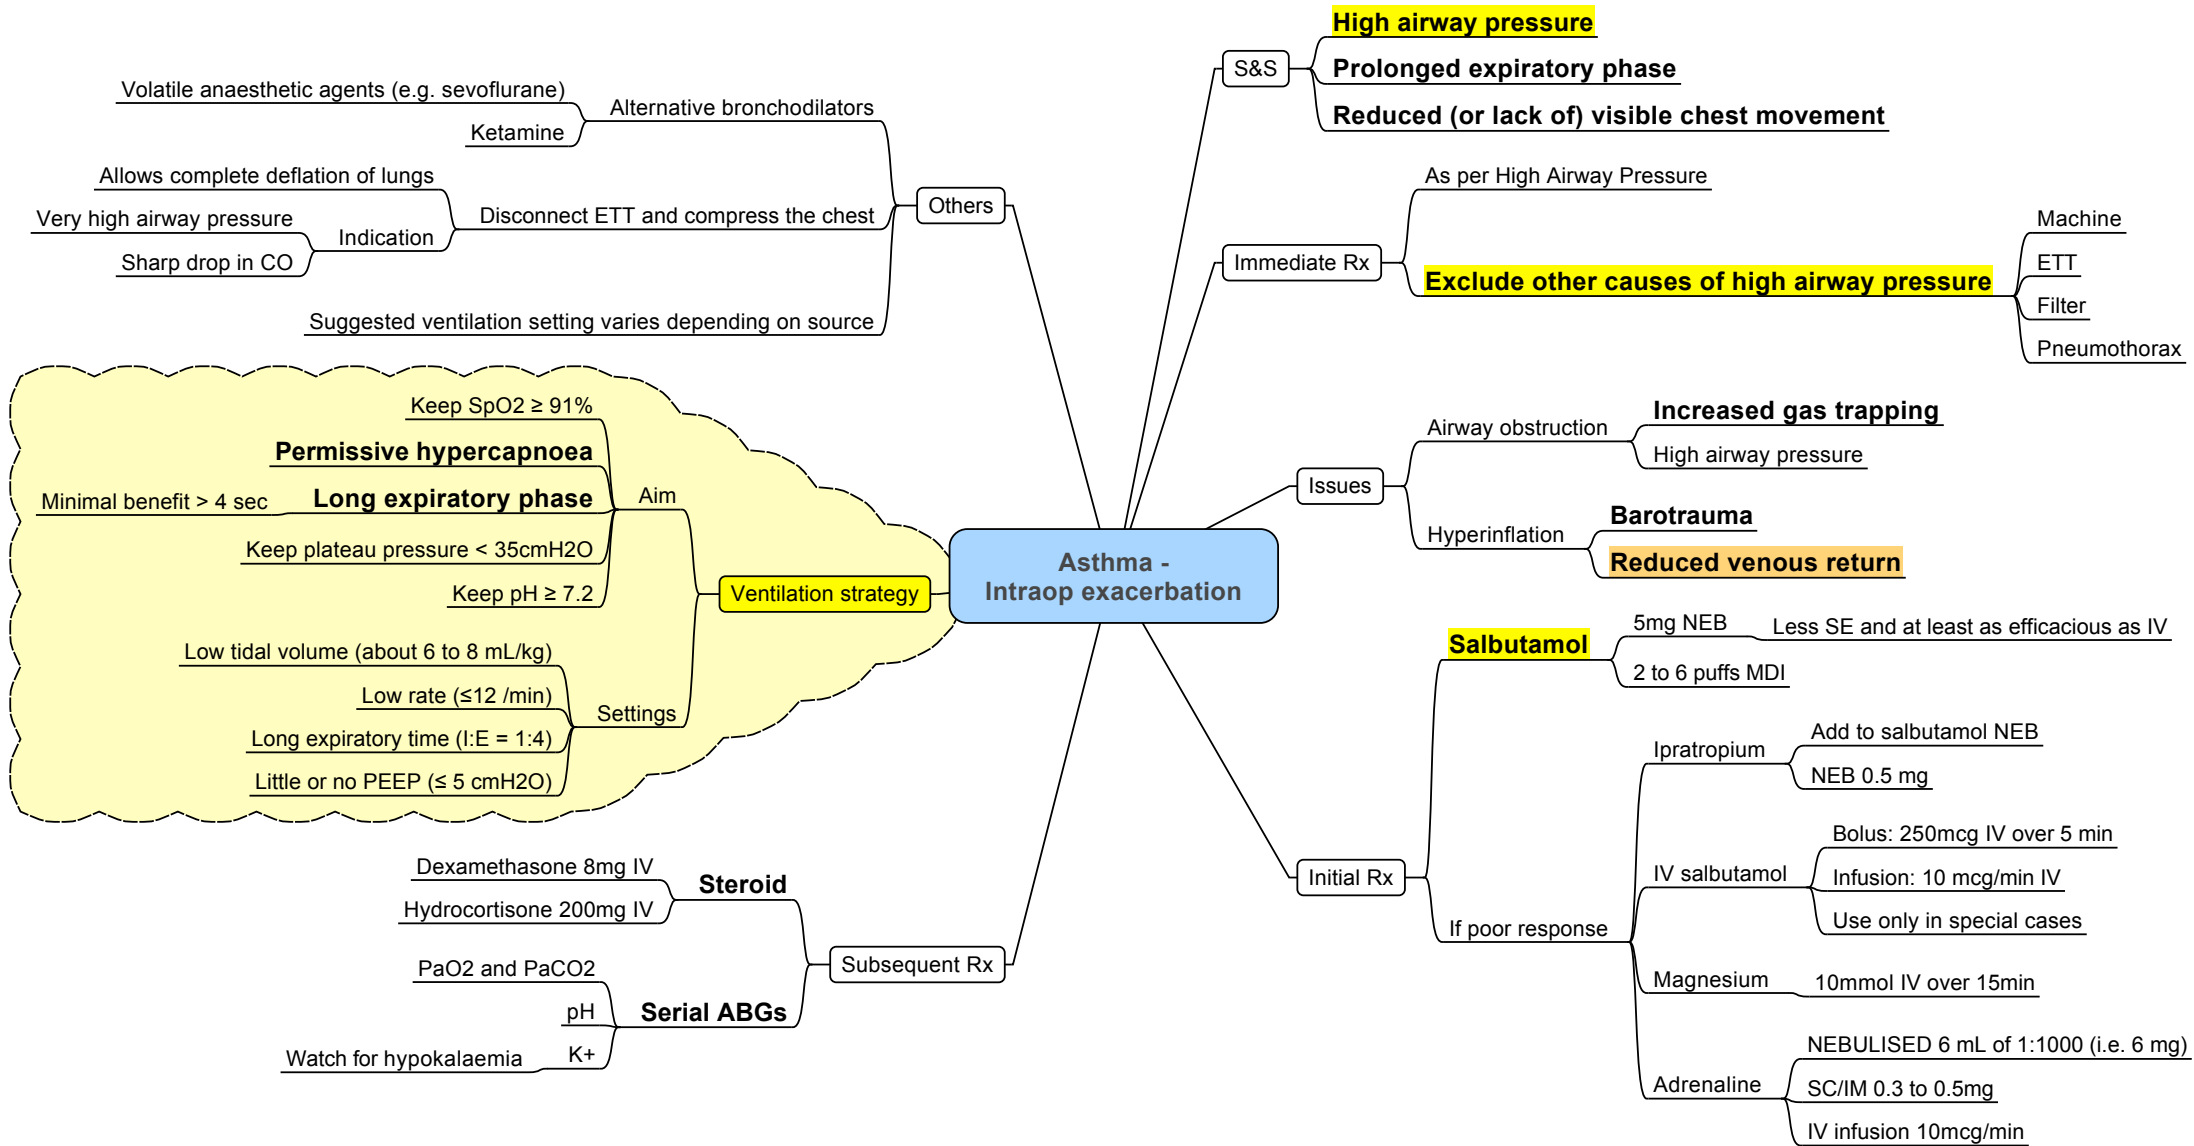 Asthma -
Intraop exacerbation
S&S
High airway pressure
Prolonged expiratory phase
Reduced (or lack of) visible chest movement
Immediate Rx
As per High Airway Pressure
Exclude other causes of high airway pressure
Machine
ETT
Filter
Pneumothorax
Issues
Airway obstruction
Increased gas trapping
High airway pressure
Hyperinflation
Barotrauma
Reduced venous return
Initial Rx
Salbutamol
5mg NEB
Less SE and at least as efficacious as IV
2 to 6 puffs MDI
If poor response
Ipratropium
Add to salbutamol NEB
NEB 0.5 mg
IV salbutamol
Bolus: 250mcg IV over 5 min
Infusion: 10 mcg/min IV
Use only in special cases
Magnesium
10mmol IV over 15min
Adrenaline
NEBULISED 6 mL of 1:1000 (i.e. 6 mg)
SC/IM 0.3 to 0.5mg
IV infusion 10mcg/min
Others
Alternative bronchodilators
Volatile anaesthetic agents (e.g. sevoflurane)
Ketamine
Disconnect ETT and compress the chest
Allows complete deflation of lungs
Indication
Very high airway pressure
Sharp drop in CO
Suggested ventilation setting varies depending on source
Ventilation strategy
Aim
Keep SpO2 ≥ 91%
Permissive hypercapnoea
Long expiratory phase
Minimal benefit > 4 sec
Keep plateau pressure < 35cmH2O
Keep pH ≥ 7.2
Settings
Low tidal volume (about 6 to 8 mL/kg)
Low rate (≤12 /min)
Long expiratory time (I:E = 1:4)
Little or no PEEP (≤ 5 cmH2O)
Subsequent Rx
Steroid
Dexamethasone 8mg IV
Hydrocortisone 200mg IV
Serial ABGs
PaO2 and PaCO2
pH
K+
Watch for hypokalaemia